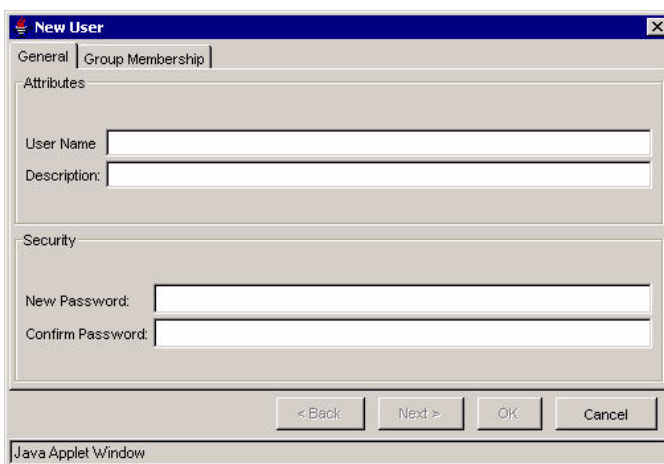 New User
General Group Membership
Attributes
User Name
Description:
Security
New Password:
Confirm Password:
< Back Next > OK Cancel
Java Applet Window